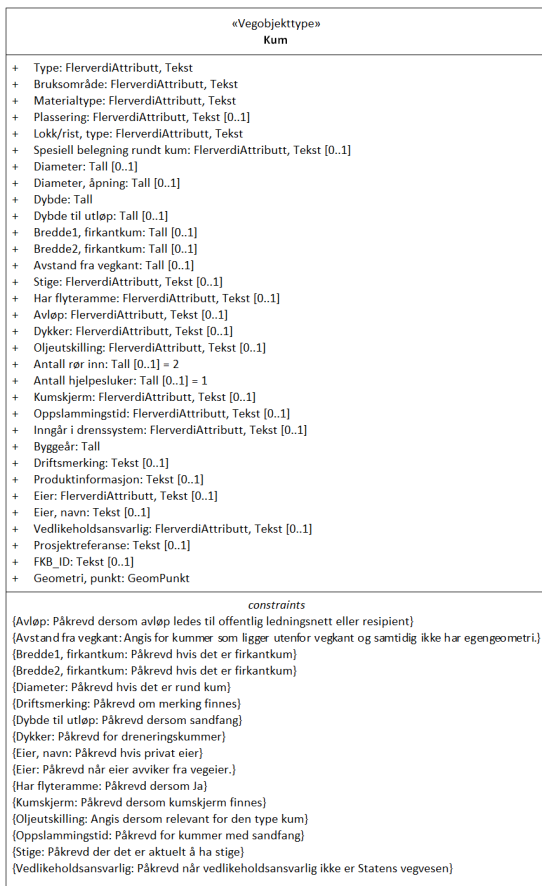 «Vegobjekttype»
Kum
+ Type: FlerverdiAttributt, Tekst
+ Bruksområde: FlerverdiAttributt, Tekst
+ Materialtype: FlerverdiAttributt, Tekst
+ Plassering: FlerverdiAttributt, Tekst [0..1]
+ Lokk/rist, type: FlerverdiAttributt, Tekst
+ Spesiell belegning rundt kum: FlerverdiAttributt, Tekst [0..1]
+ Diameter: Tall [0..1]
+ Diameter, åpning: Tall [0..1]
+ Dybde: Tall
+ Dybde til utløp: Tall [0..1]
+ Bredde1, firkantkum: Tall [0..1]
+ Bredde2, firkantkum: Tall [0..1]
+ Avstand fra vegkant: Tall [0..1]
+ Stige: FlerverdiAttributt, Tekst [0..1]
+ Har flyteramme: FlerverdiAttributt, Tekst [0..1]
+ Avløp: FlerverdiAttributt, Tekst [0..1]
+ Dykker: FlerverdiAttributt, Tekst [0..1]
+ Oljeutskilling: FlerverdiAttributt, Tekst [0..1]
+ Antall rør inn: Tall [0..1] = 2
+ Antall hjelpesluker: Tall [0..1] = 1
+ Kumskjerm: FlerverdiAttributt, Tekst [0..1]
+ Oppslammingstid: FlerverdiAttributt, Tekst [0..1]
+ Inngår i drenssystem: FlerverdiAttributt, Tekst [0..1]
+ Byggeår: Tall
+ Driftsmerking: Tekst [0..1]
+ Produktinformasjon: Tekst [0..1]
+ Eier: FlerverdiAttributt, Tekst [0..1]
+ Eier, navn: Tekst [0..1]
+ Vedlikeholdsansvarlig: FlerverdiAttributt, Tekst [0..1]
+ Prosjektreferanse: Tekst [0..1]
+ FKB_ID: Tekst [0..1]
+ Geometri, punkt: GeomPunkt
constraints
{Avløp: Påkrevd dersom avløp ledes til offentlig ledningsnett eller resipient}
{Avstand fra vegkant: Angis for kummer som ligger utenfor vegkant og samtidig ikke har egengeometri.}
{Bredde1, firkantkum: Påkrevd hvis det er firkantkum}
{Bredde2, firkantkum: Påkrevd hvis det er firkantkum}
{Diameter: Påkrevd hvis det er rund kum}
{Driftsmerking: Påkrevd om merking finnes}
{Dybde til utløp: Påkrevd dersom sandfang}
{Dykker: Påkrevd for dreneringskummer}
{Eier, navn: Påkrevd hvis privat eier}
{Eier: Påkrevd når eier avviker fra vegeier.}
{Har flyteramme: Påkrevd dersom Ja}
{Kumskjerm: Påkrevd dersom kumskjerm finnes}
{Oljeutskilling: Angis dersom relevant for den type kum}
{Oppslammingstid: Påkrevd for kummer med sandfang}
{Stige: Påkrevd der det er aktuelt å ha stige}
{Vedlikeholdsansvarlig: Påkrevd når vedlikeholdsansvarlig ikke er Statens vegvesen}